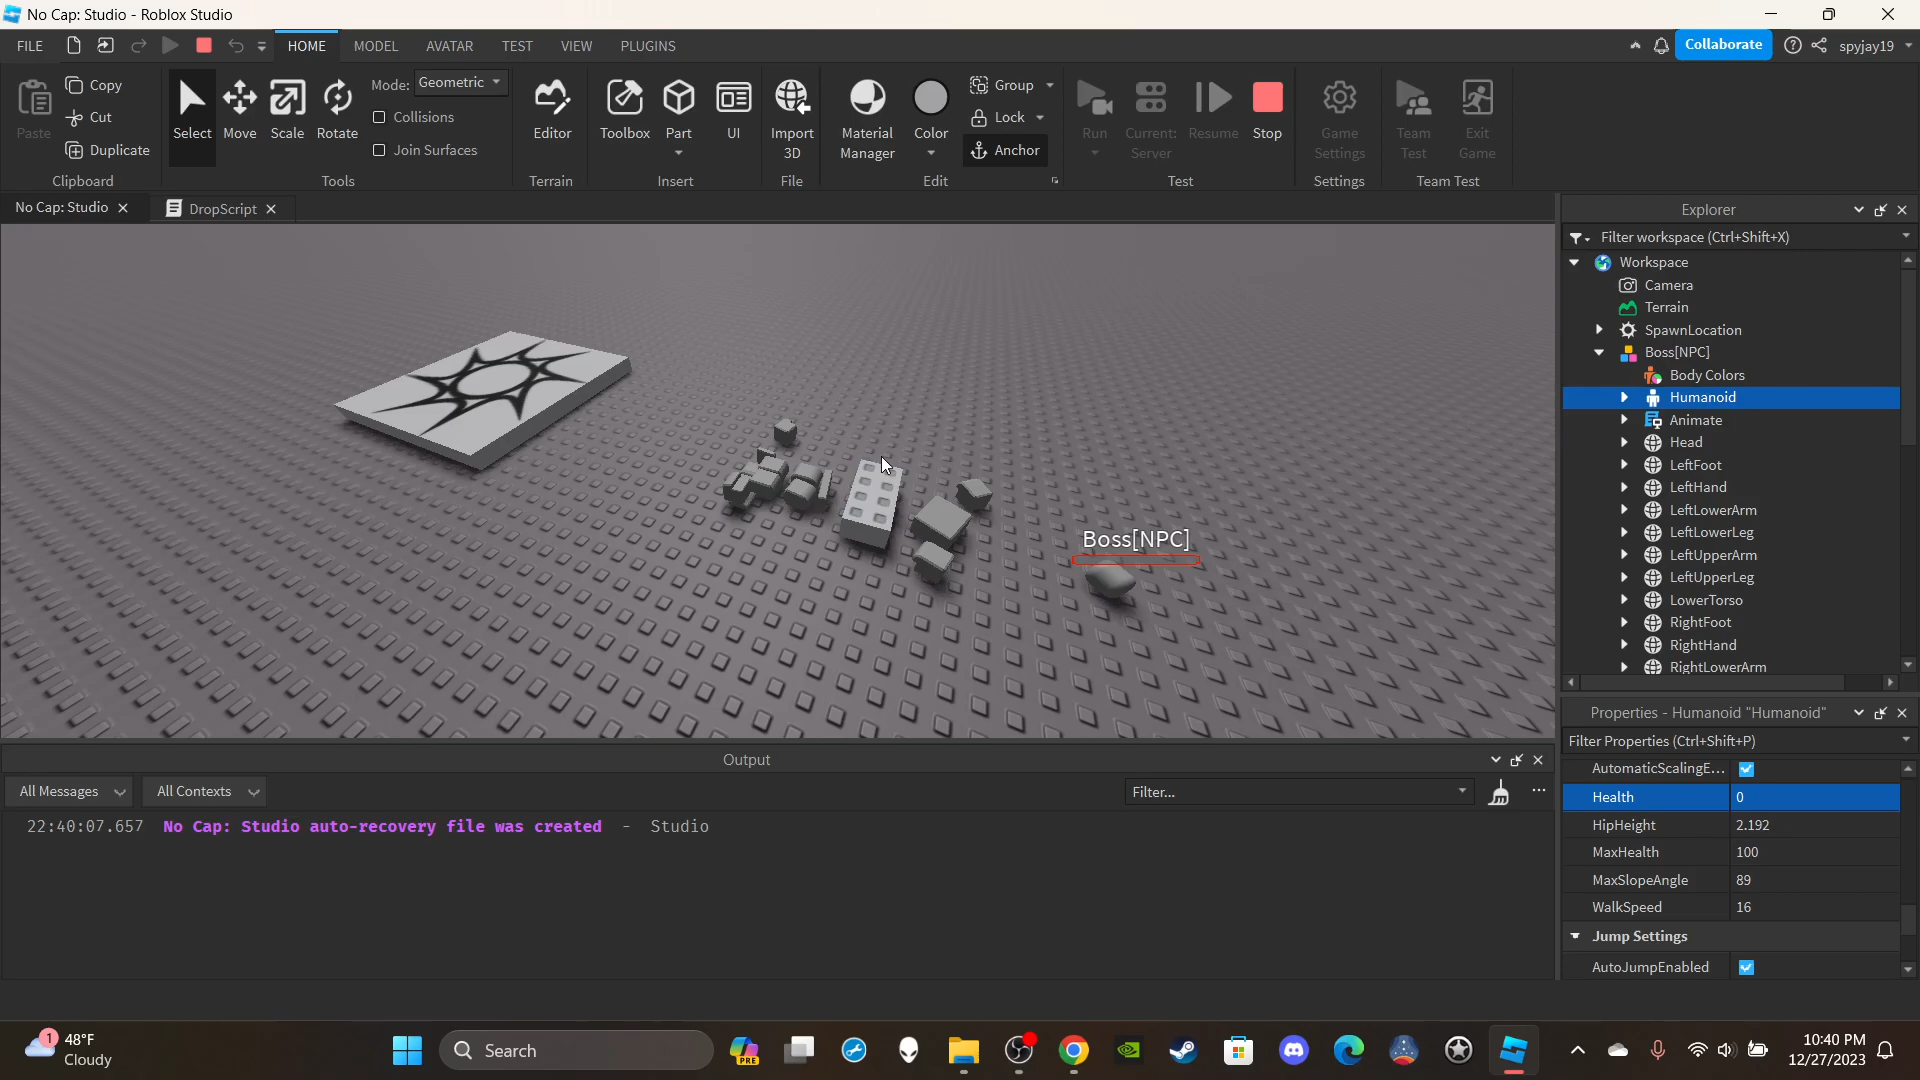 No Cap: Studio - Roblox Studio
FILE
HOME
MODEL
AVATAR
TEST
VIEW
PLUGINS
Collaborate
spyjay19
Paste
Copy
Cut
Duplicate
Clipboard
Select
Move
Scale
Rotate
Mode: Geometric
Collisions
Join Surfaces
Tools
Editor
Terrain
Toolbox
Part
UI
Insert
Import
3D
File
Material
Manager
Color
Group
Lock
Anchor
Edit
Run
Current:
Server
Resume
Stop
Test
Game
Settings
Settings
Team
Test
Exit
Game
Team Test
No Cap: Studio
DropScript
Boss[NPC]
Explorer
Filter workspace (Ctrl+Shift+X)
Workspace
Camera
Terrain
SpawnLocation
Boss[NPC]
Body Colors
Humanoid
Animate
Head
LeftFoot
LeftHand
LeftLowerArm
LeftLowerLeg
LeftUpperArm
LeftUpperLeg
LowerTorso
RightFoot
RightHand
RightLowerArm
Properties - Humanoid "Humanoid"
Filter Properties (Ctrl+Shift+P)
AutomaticScalingE...
Health 0
HipHeight 2.192
MaxHealth 100
MaxSlopeAngle 89
WalkSpeed 16
Jump Settings
AutoJumpEnabled
Output
All Messages
All Contexts
Filter...
22:40:07.657 No Cap: Studio auto-recovery file was created - Studio
1
48°F
Cloudy
Search
PRE
10:40 PM
12/27/2023